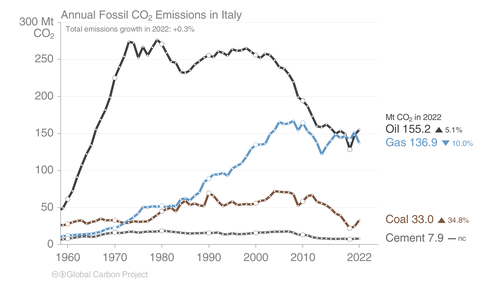 Annual Fossil CO₂ Emissions in Italy
300 Mt
CO₂
Total emissions growth in 2022: +0.3%
250
200
150
100
50
0
1960 1970 1980 1990 2000 2010 2022
Mt CO₂ in 2022
Oil 155.2 ▲ 5.1%
Gas 136.9 ▼ 10.0%
Coal 33.0 ▲ 34.8%
Cement 7.9 — nc
Global Carbon Project